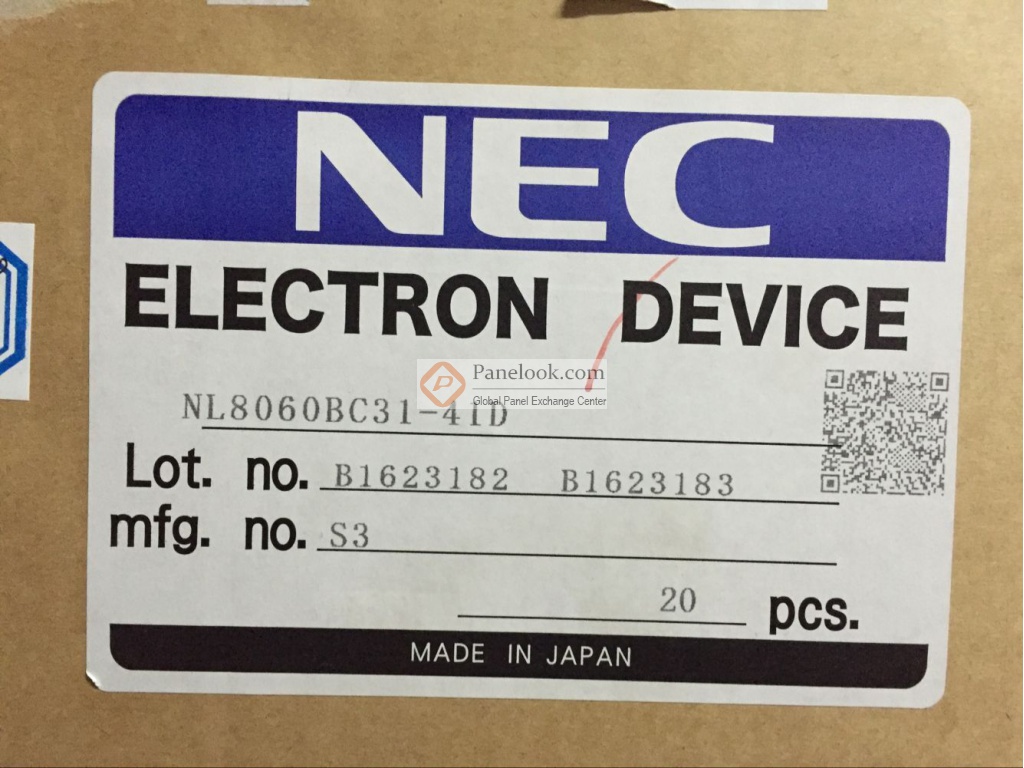 NEC
ELECTRON DEVICE
Panelook.com
Global Panel Exchange Center
NL8060BC31-41D
Lot. no. B1623182 B1623183
mfg. no. S3
20 pcs.
MADE IN JAPAN